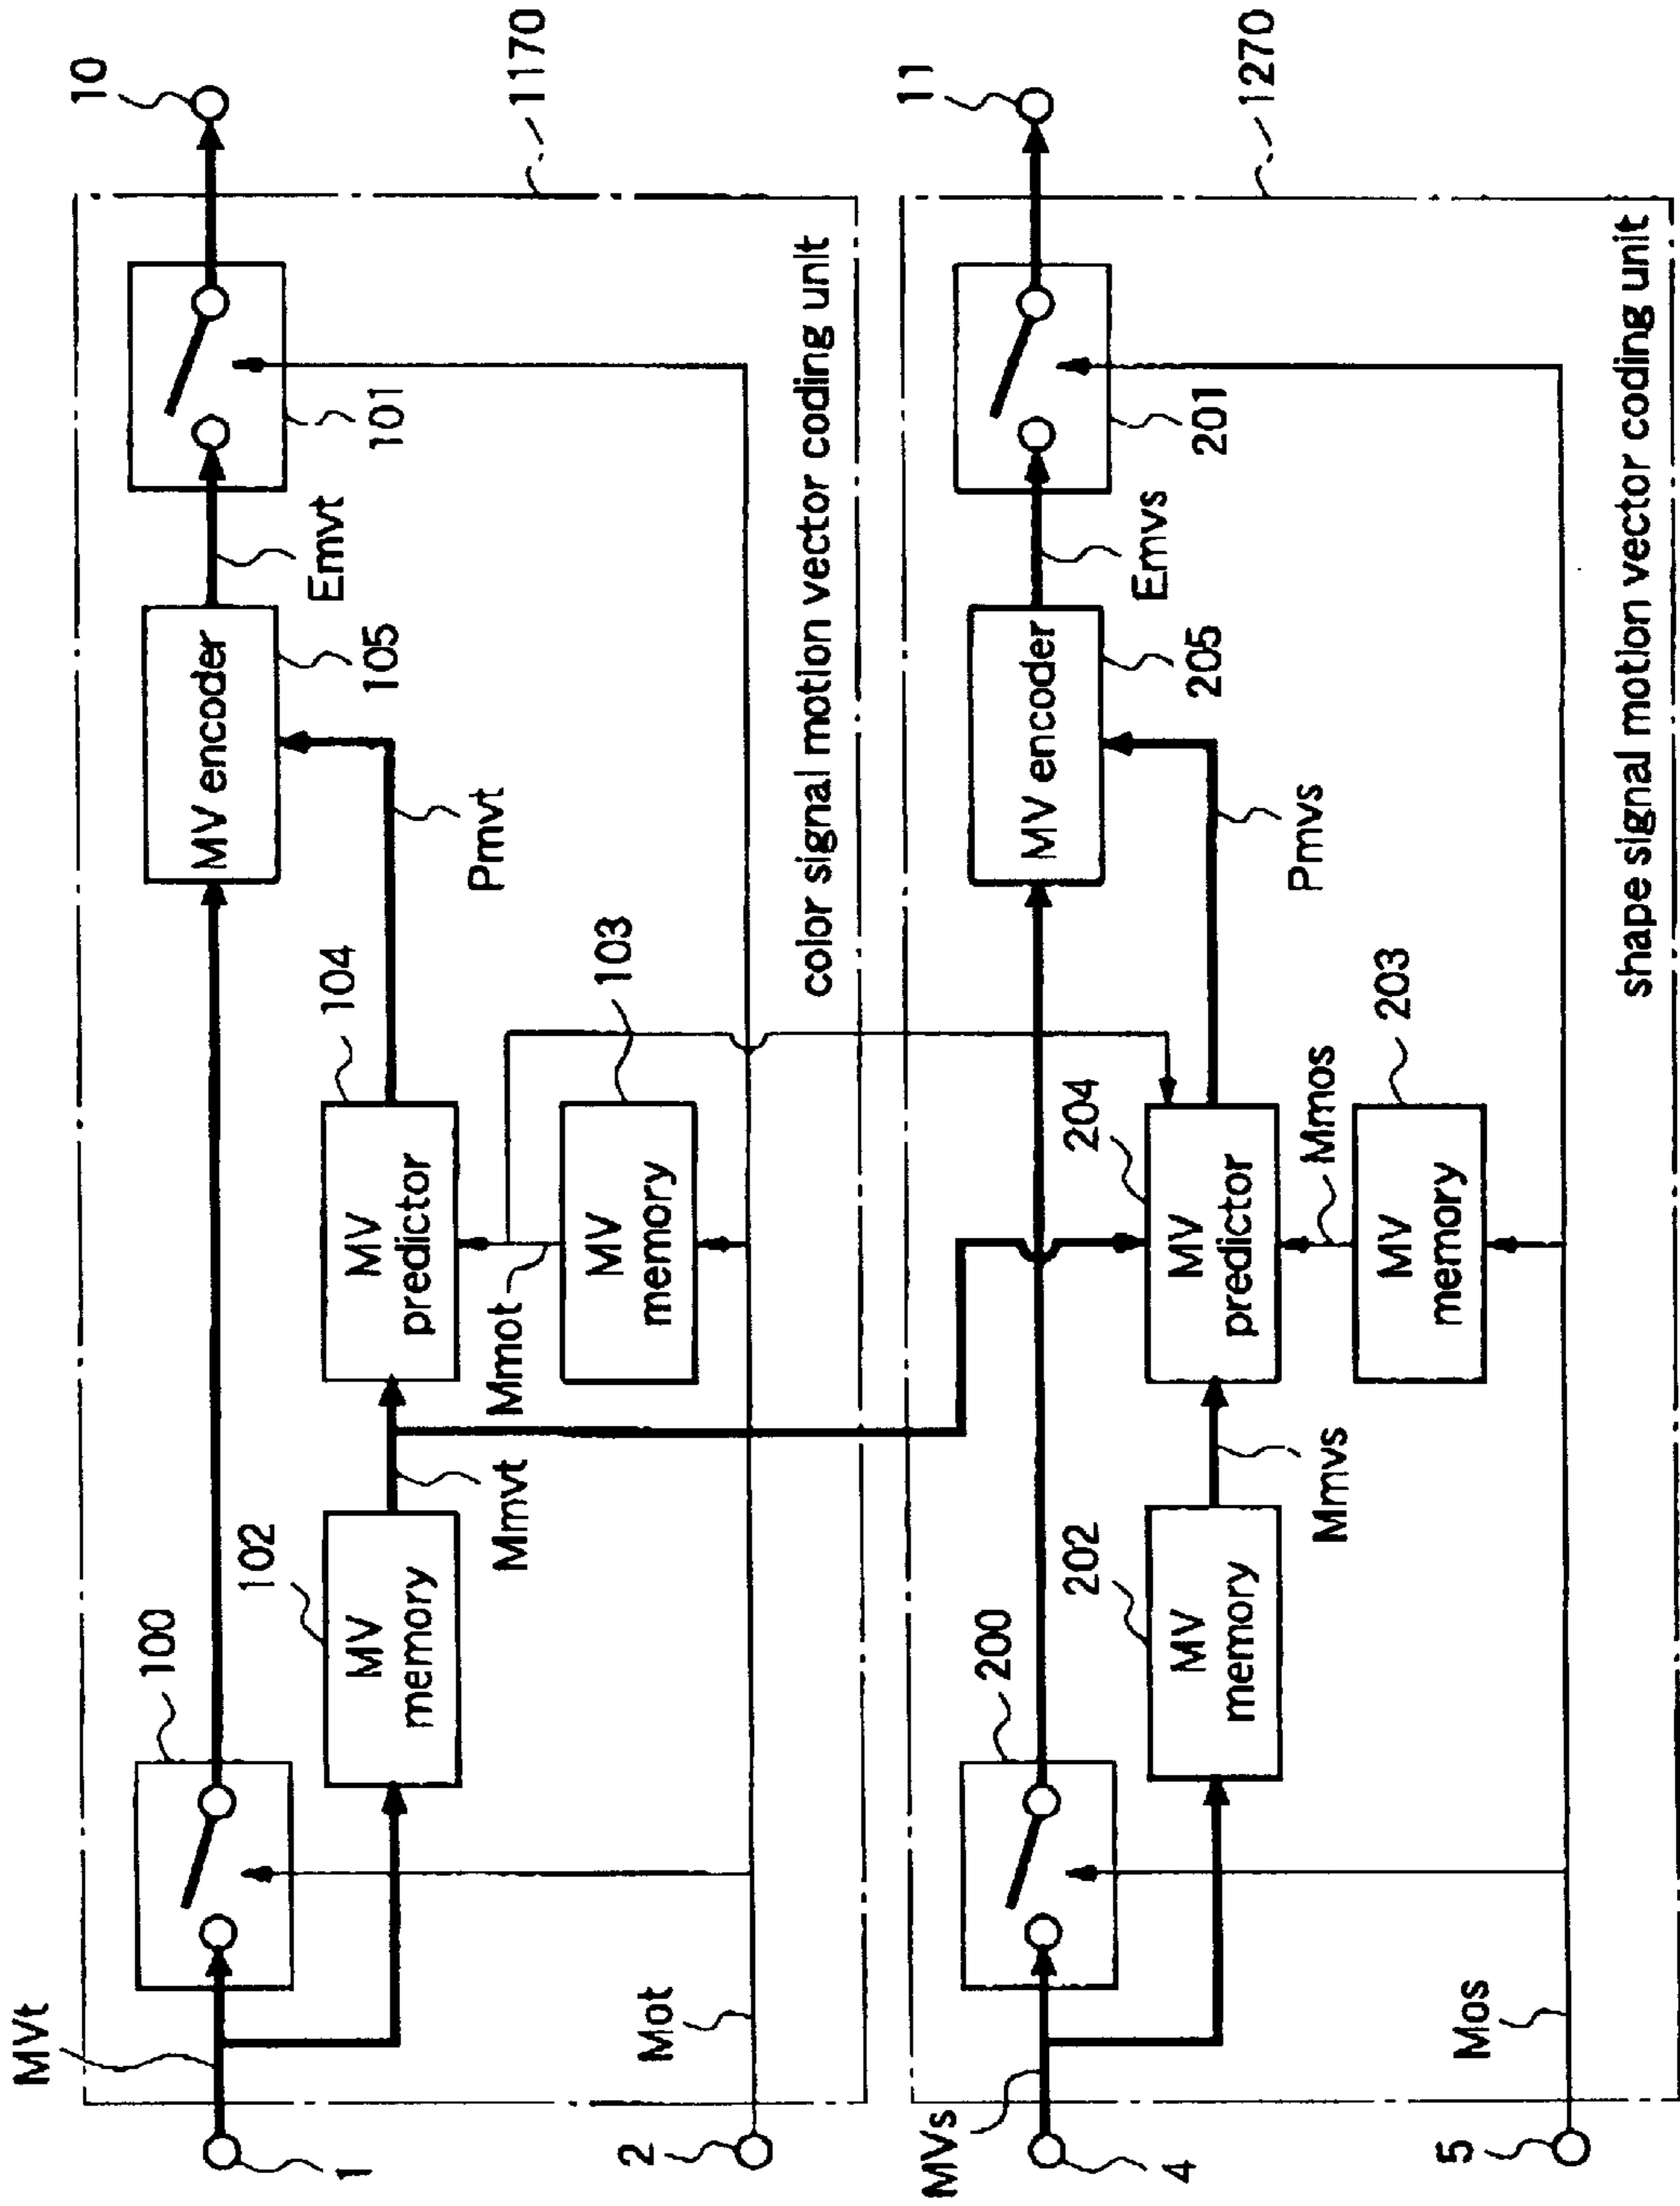 MVt
1
100
102
MV
memory
Mmvt
104
MV
predictor
Mmot
103
MV
memory
Pmvt
MV encoder
105
Emvt
101
10
1170
2
Mot
color signal motion vector coding unit
MVs
4
200
202
MV
memory
Mmvs
204
MV
predictor
Mmos
203
MV
memory
Pmvs
MV encoder
205
Emvs
201
11
1270
5
Mos
shape signal motion vector coding unit